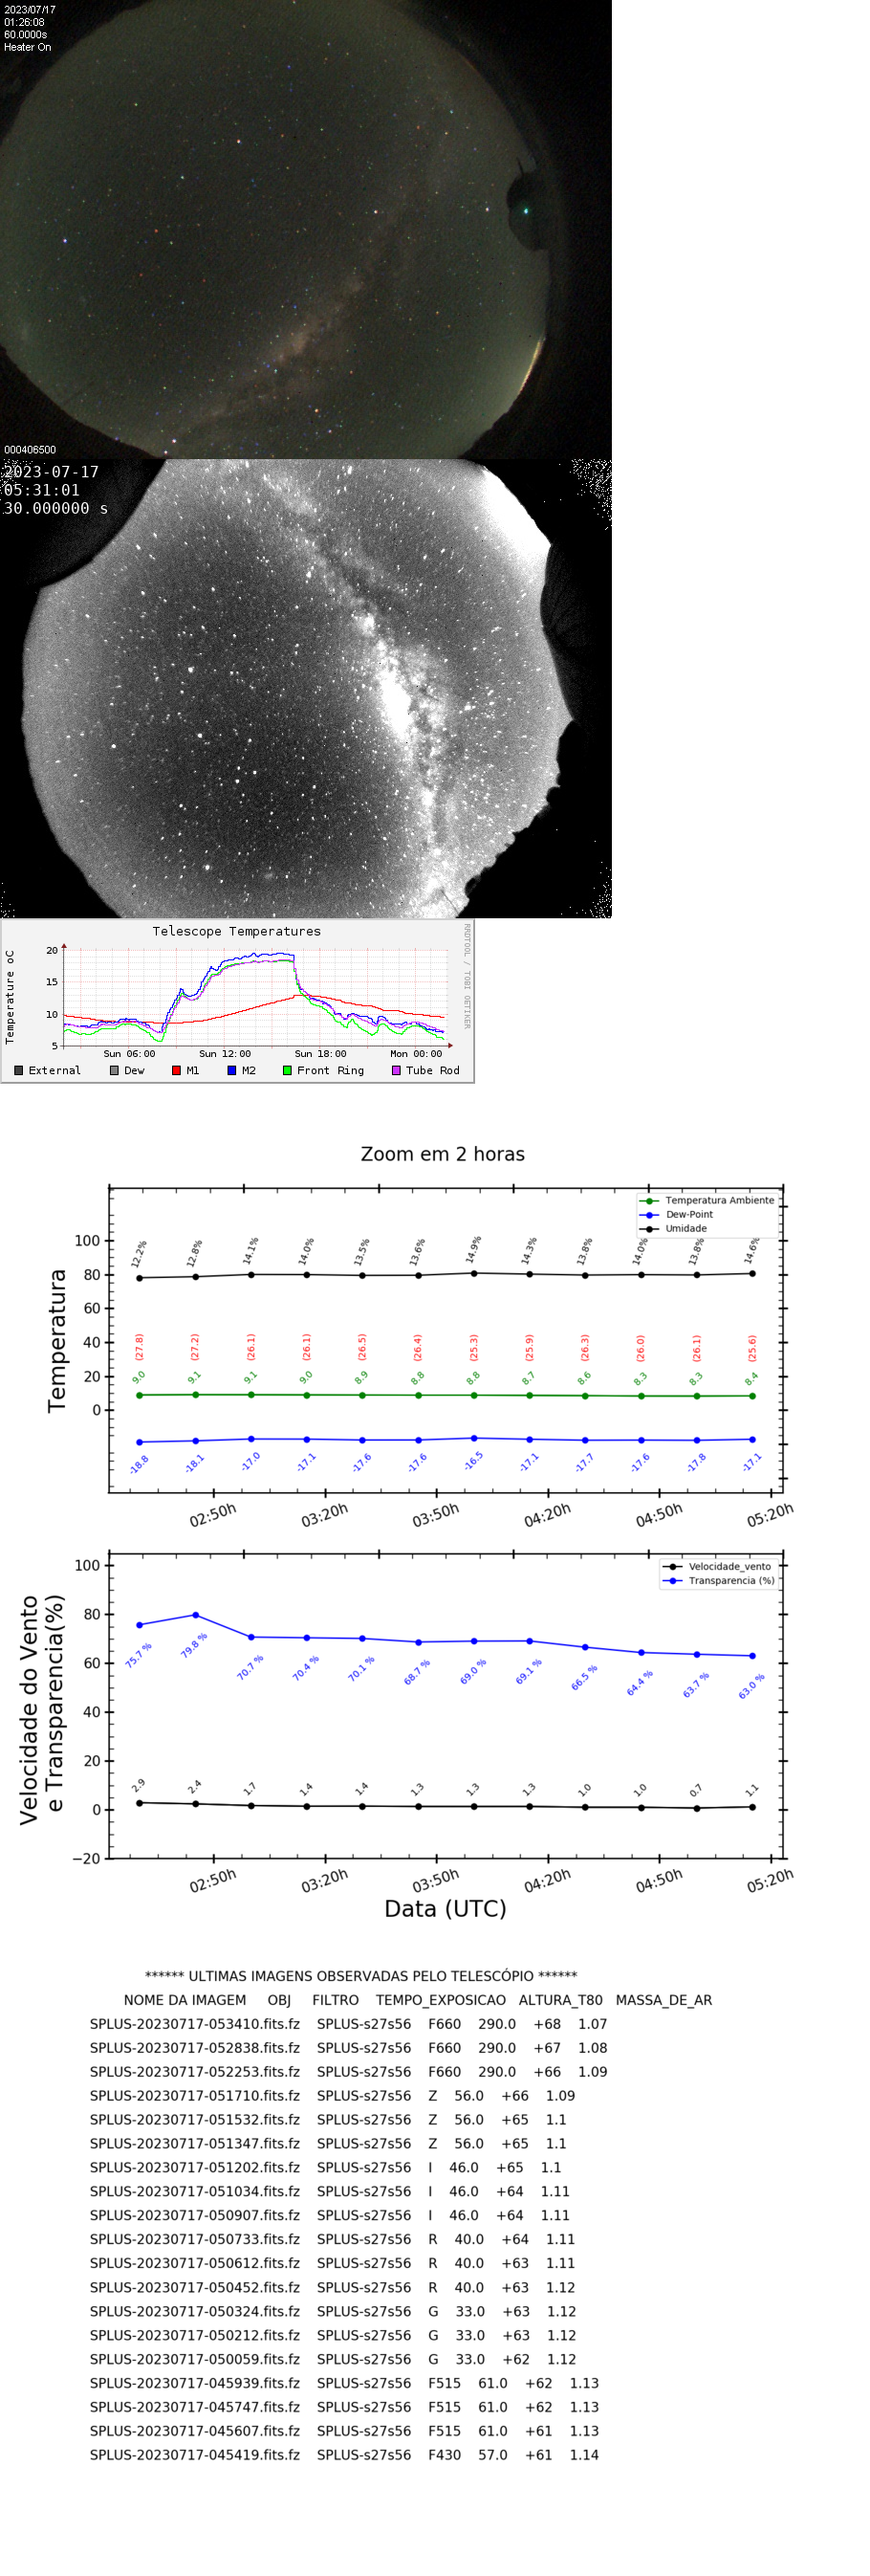 2023/07/17
01:26:08
60.0000s
Heater On
000406500
2023-07-17
05:31:01
30.000000 s
Telescope Temperatures
RRDTOOL / TOBI OETIKER
Temperature oC
20
15
10
5
Sun 06:00 Sun 12:00 Sun 18:00 Mon 00:00
External Dew M1 M2 Front Ring Tube Rod
Zoom em 2 horas
Temperatura Ambiente
Dew-Point
Umidade
Temperatura
100
80
60
40
20
0
12.2% 12.8% 14.1% 14.0% 13.5% 13.6% 14.9% 14.3% 13.8% 14.0% 13.8% 14.6%
(27.8) (27.2) (26.1) (26.1) (26.5) (26.4) (25.3) (25.9) (26.3) (26.0) (26.1) (25.6)
9.0 9.1 9.1 9.0 8.9 8.8 8.8 8.7 8.6 8.3 8.3 8.4
-18.8 -18.1 -17.0 -17.1 -17.6 -17.6 -16.5 -17.1 -17.7 -17.6 -17.8 -17.1
02:50h 03:20h 03:50h 04:20h 04:50h 05:20h
Velocidade_vento
Transparencia (%)
Velocidade do Vento
e Transparencia(%)
100
80
60
40
20
0
−20
75.7 % 79.8 % 70.7 % 70.4 % 70.1 % 68.7 % 69.0 % 69.1 % 66.5 % 64.4 % 63.7 % 63.0 %
2.9 2.4 1.7 1.4 1.4 1.3 1.3 1.3 1.0 1.0 0.7 1.1
02:50h 03:20h 03:50h 04:20h 04:50h 05:20h
Data (UTC)
****** ULTIMAS IMAGENS OBSERVADAS PELO TELESCÓPIO ******
NOME DA IMAGEM OBJ FILTRO TEMPO_EXPOSICAO ALTURA_T80 MASSA_DE_AR
SPLUS-20230717-053410.fits.fz SPLUS-s27s56 F660 290.0 +68 1.07
SPLUS-20230717-052838.fits.fz SPLUS-s27s56 F660 290.0 +67 1.08
SPLUS-20230717-052253.fits.fz SPLUS-s27s56 F660 290.0 +66 1.09
SPLUS-20230717-051710.fits.fz SPLUS-s27s56 Z 56.0 +66 1.09
SPLUS-20230717-051532.fits.fz SPLUS-s27s56 Z 56.0 +65 1.1
SPLUS-20230717-051347.fits.fz SPLUS-s27s56 Z 56.0 +65 1.1
SPLUS-20230717-051202.fits.fz SPLUS-s27s56 I 46.0 +65 1.1
SPLUS-20230717-051034.fits.fz SPLUS-s27s56 I 46.0 +64 1.11
SPLUS-20230717-050907.fits.fz SPLUS-s27s56 I 46.0 +64 1.11
SPLUS-20230717-050733.fits.fz SPLUS-s27s56 R 40.0 +64 1.11
SPLUS-20230717-050612.fits.fz SPLUS-s27s56 R 40.0 +63 1.11
SPLUS-20230717-050452.fits.fz SPLUS-s27s56 R 40.0 +63 1.12
SPLUS-20230717-050324.fits.fz SPLUS-s27s56 G 33.0 +63 1.12
SPLUS-20230717-050212.fits.fz SPLUS-s27s56 G 33.0 +63 1.12
SPLUS-20230717-050059.fits.fz SPLUS-s27s56 G 33.0 +62 1.12
SPLUS-20230717-045939.fits.fz SPLUS-s27s56 F515 61.0 +62 1.13
SPLUS-20230717-045747.fits.fz SPLUS-s27s56 F515 61.0 +62 1.13
SPLUS-20230717-045607.fits.fz SPLUS-s27s56 F515 61.0 +61 1.13
SPLUS-20230717-045419.fits.fz SPLUS-s27s56 F430 57.0 +61 1.14